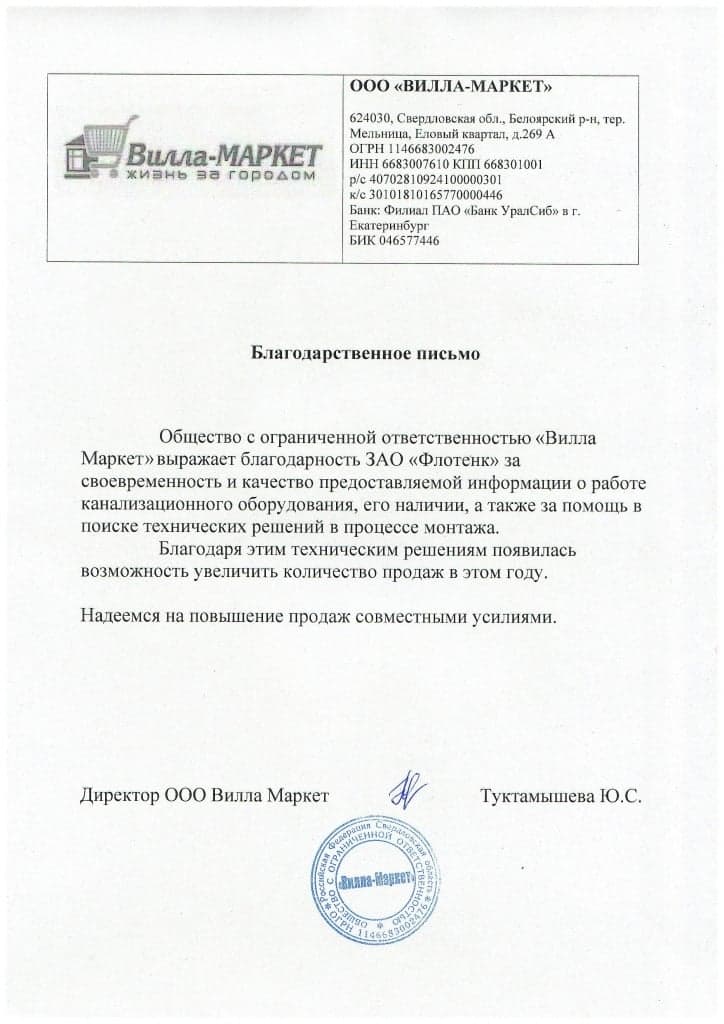 Вилла-МАРКЕТ
жизнь за городом
ООО «ВИЛЛА-МАРКЕТ»
624030, Свердловская обл., Белоярский р-н, тер.
Мельница, Еловый квартал, д.269 А
ОГРН 1146683002476
ИНН 6683007610 КПП 668301001
р/с 40702810924100000301
к/с 30101810165770000446
Банк: Филиал ПАО «Банк УралСиб» в г.
Екатеринбург
БИК 046577446
Благодарственное письмо
Общество с ограниченной ответственностью «Вилла
Маркет» выражает благодарность ЗАО «Флотенк» за
своевременность и качество предоставляемой информации о работе
канализационного оборудования, его наличии, а также за помощь в
поиске технических решений в процессе монтажа.
Благодаря этим техническим решениям появилась
возможность увеличить количество продаж в этом году.
Надеемся на повышение продаж совместными усилиями.
Директор ООО Вилла Маркет
Туктамышева Ю.С.
Российская Федерация Свердловская область
ОБЩЕСТВО С ОГРАНИЧЕННОЙ ОТВЕТСТВЕННОСТЬЮ
«Вилла-Маркет»
ОГРН 1146683002476